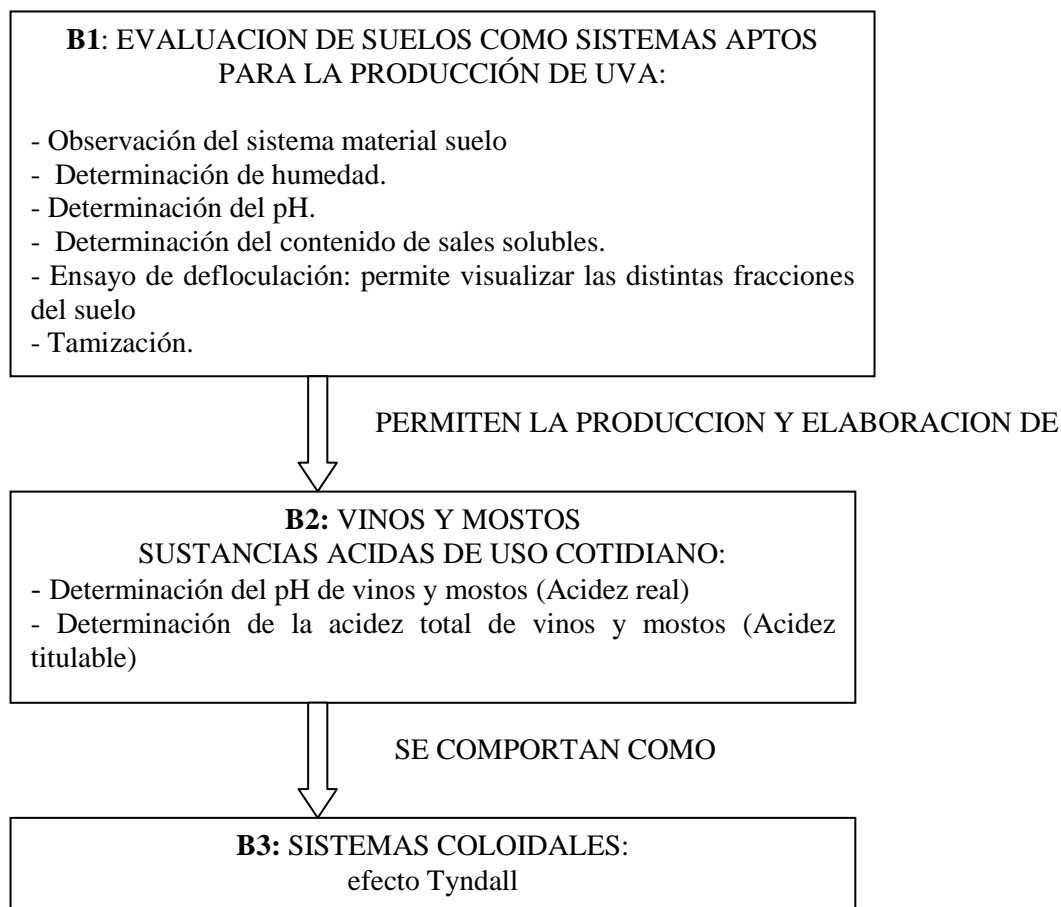 B1: EVALUACION DE SUELOS COMO SISTEMAS APTOS
PARA LA PRODUCCIÓN DE UVA:
- Observación del sistema material suelo
-  Determinación de humedad.
- Determinación del pH.
-  Determinación del contenido de sales solubles.
- Ensayo de defloculación: permite visualizar las distintas fracciones
del suelo
- Tamización.
PERMITEN LA PRODUCCION Y ELABORACION DE
B2: VINOS Y MOSTOS
SUSTANCIAS ACIDAS DE USO COTIDIANO:
- Determinación del pH de vinos y mostos (Acidez real)
- Determinación de la acidez total de vinos y mostos (Acidez
titulable)
SE COMPORTAN COMO
B3: SISTEMAS COLOIDALES:
efecto Tyndall